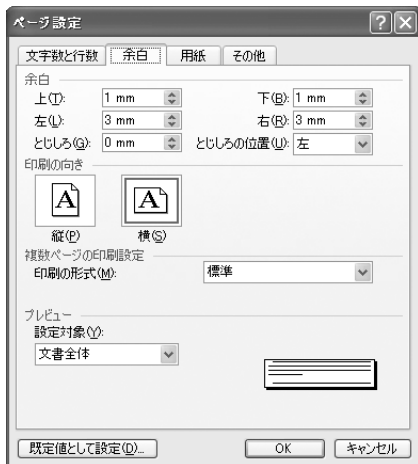 ページ設定
文字数と行数 余白 用紙 その他
余白
上(T): 1 mm 下(B): 1 mm
左(L): 3 mm 右(R): 3 mm
とじしろ(G): 0 mm とじしろの位置(U): 左
印刷の向き
A A
縦(P) 横(S)
複数ページの印刷設定
印刷の形式(M): 標準
プレビュー
設定対象(Y):
文書全体
既定値として設定(D)... OK キャンセル